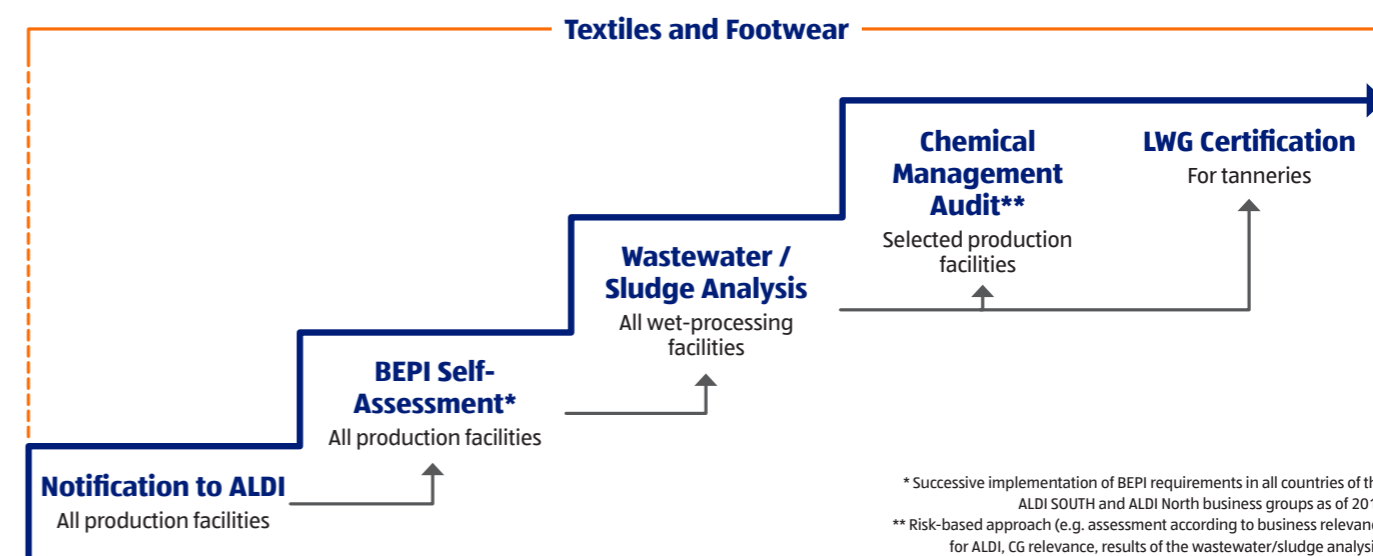 Textiles and Footwear
Chemical
Management
Audit**
Selected production
facilities
LWG Certification
For tanneries
Wastewater /
Sludge Analysis
All wet-processing
facilities
BEPI Self-
Assessment*
All production facilities
Notification to ALDI
All production facilities
* Successive implementation of BEPI requirements in all countries of
ALDI SOUTH and ALDI North business groups as of
** Risk-based approach (e.g. assessment according to business
for ALDI, CG relevance, results of the wastewater/sludge